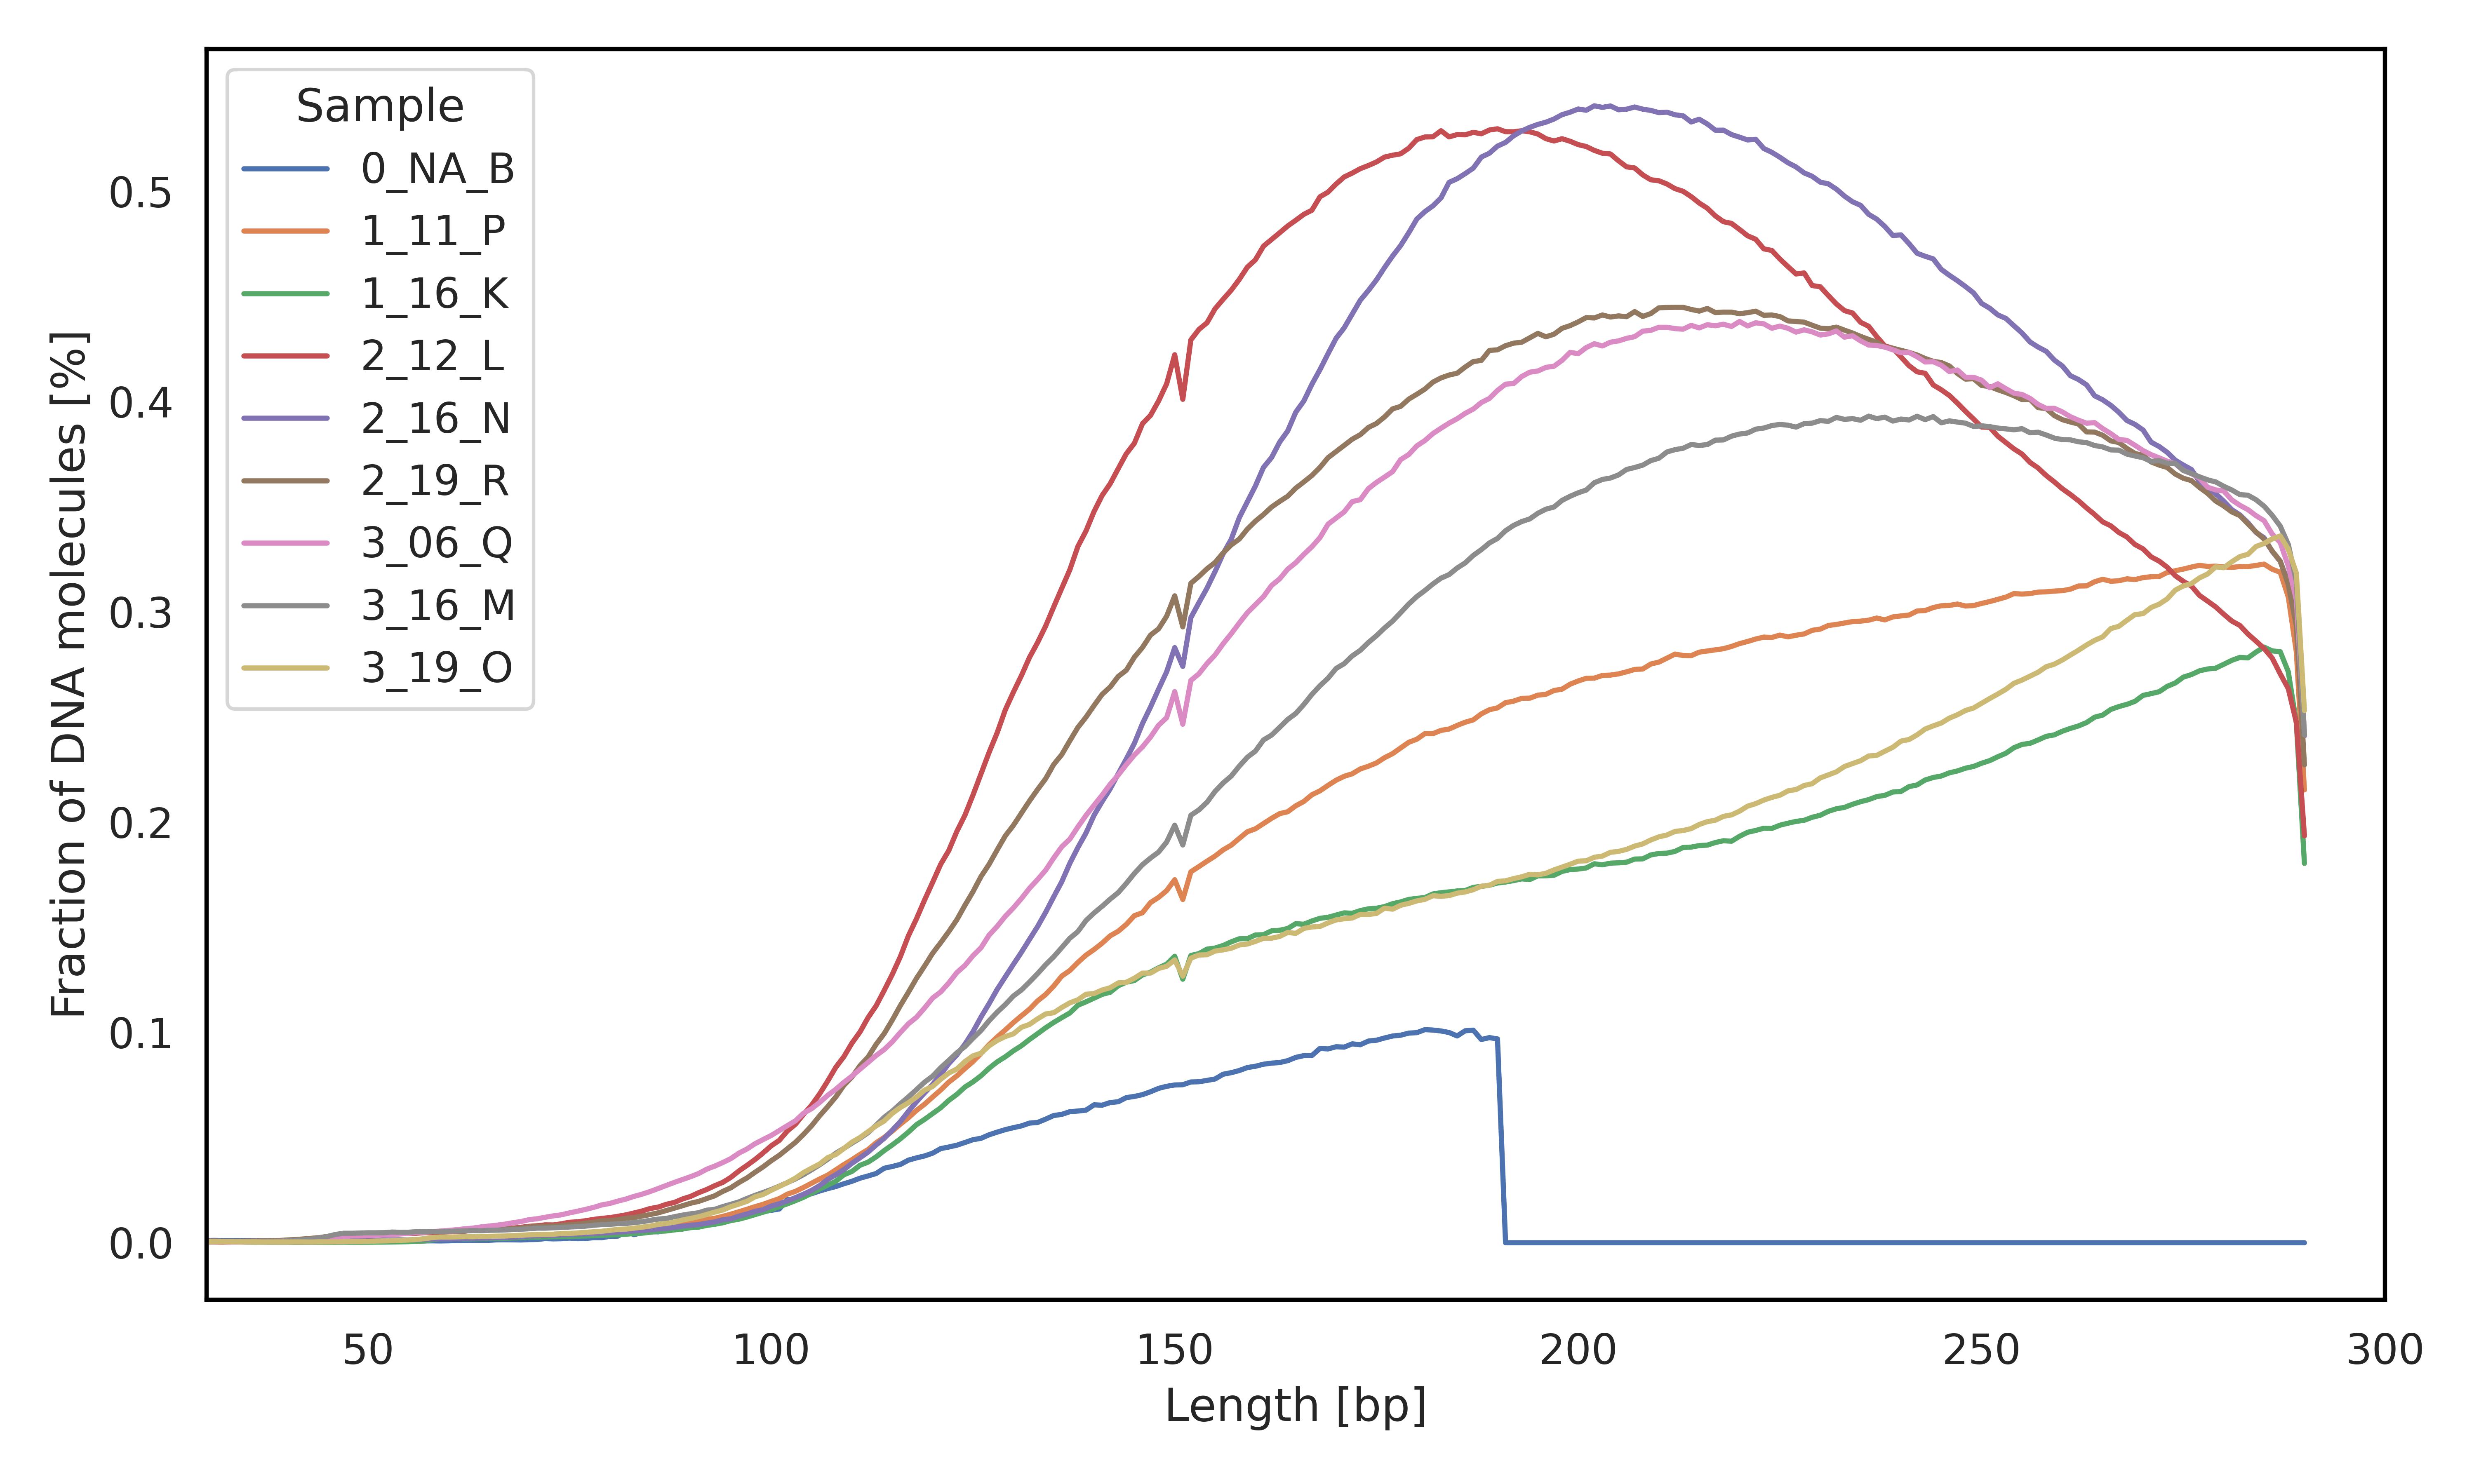 Sample
0_NA_B
1_11_P
1_16_K
2_12_L
2_16_N
2_19_R
3_06_Q
3_16_M
3_19_O
Fraction of DNA molecules [%]
0.5
0.4
0.3
0.2
0.1
0.0
50 100 150 200 250 300
Length [bp]